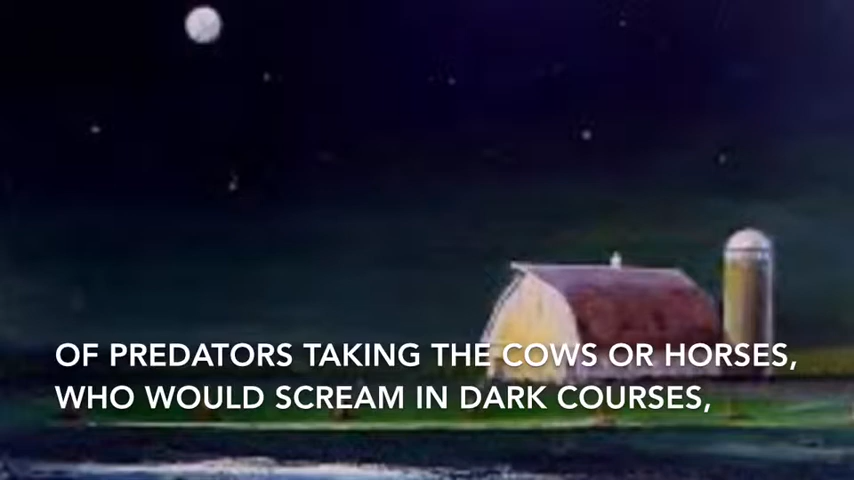 OF PREDATORS TAKING THE COWS OR HORSES,
WHO WOULD SCREAM IN DARK COURSES,